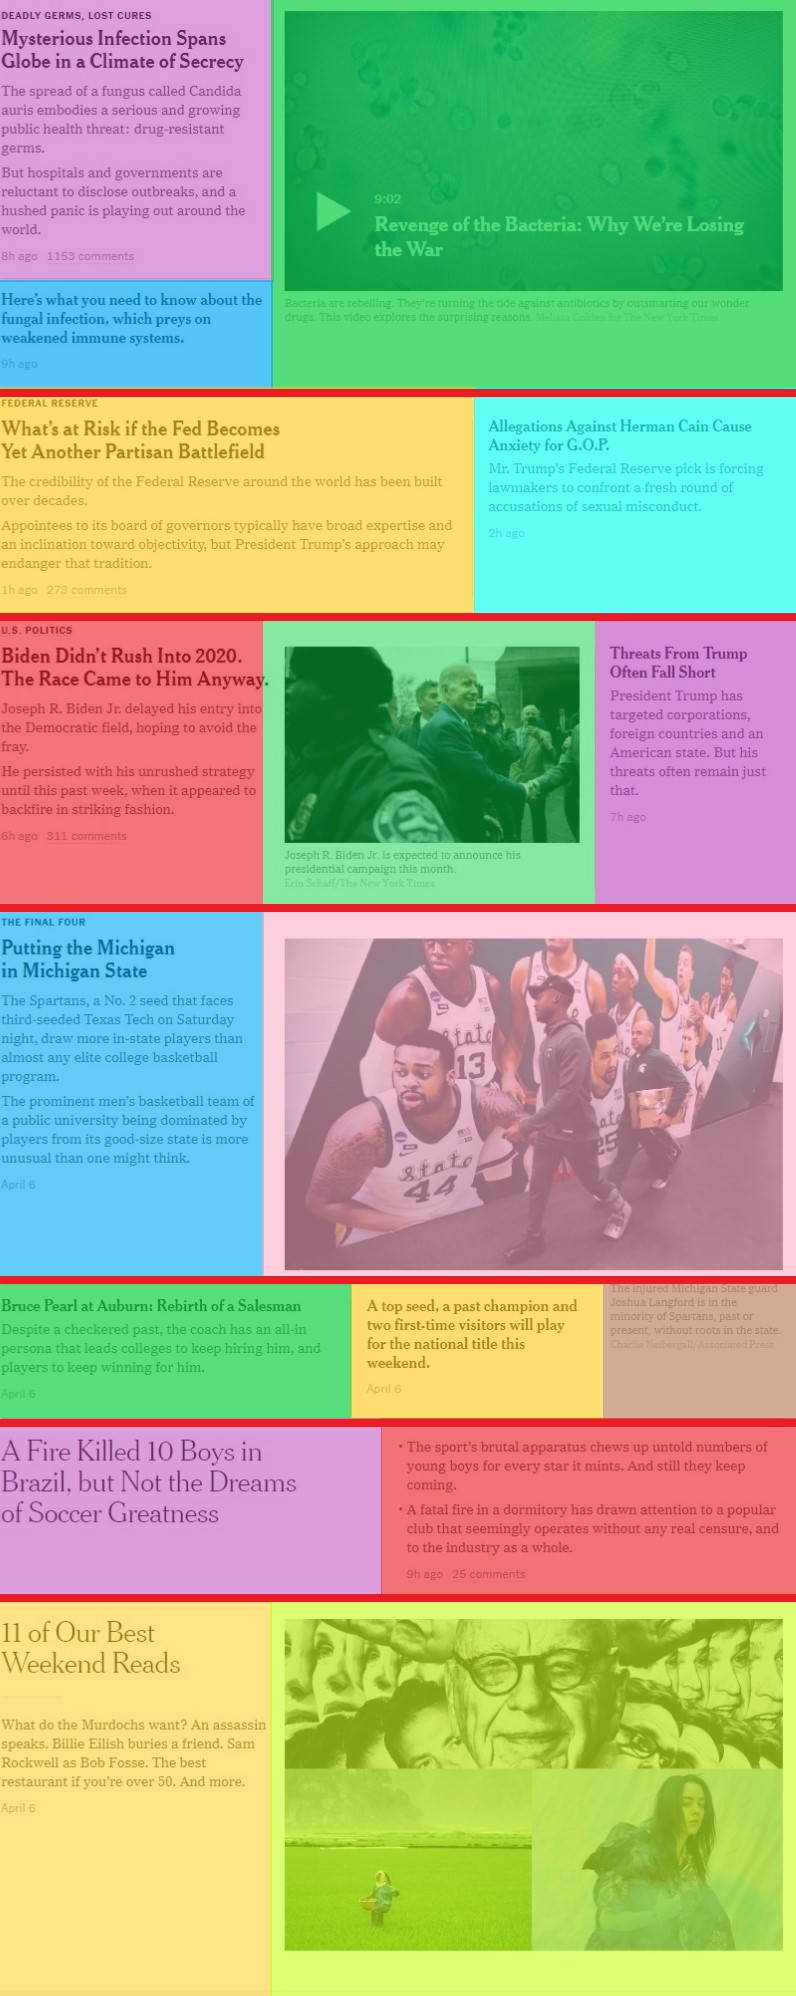 DEADLY GERMS, LOST CURES
Mysterious Infection Spans
Globe in a Climate of Secrecy
The spread of a fungus called Candida
auris embodies a serious and growing
public health threat: drug-resistant
germs.
But hospitals and governments are
reluctant to disclose outbreaks, and a
hushed panic is playing out around the
world.
8h ago 1153 comments
Here's what you need to know about the
fungal infection, which preys on
weakened immune systems.
9h ago
9:02
Revenge of the Bacteria: Why We're Losing
the War
Bacteria are rebelling. They're turning the tide against antibiotics by outsmarting our wonder
drugs. This video explores the surprising reasons. Melissa Golden for The New York Times
FEDERAL RESERVE
What's at Risk if the Fed Becomes
Yet Another Partisan Battlefield
The credibility of the Federal Reserve around the world has been built
over decades.
Appointees to its board of governors typically have broad expertise and
an inclination toward objectivity, but President Trump's approach may
endanger that tradition.
1h ago 273 comments
Allegations Against Herman Cain Cause
Anxiety for G.O.P.
Mr. Trump's Federal Reserve pick is forcing
lawmakers to confront a fresh round of
accusations of sexual misconduct.
2h ago
U.S. POLITICS
Biden Didn't Rush Into 2020.
The Race Came to Him Anyway.
Joseph R. Biden Jr. delayed his entry into
the Democratic field, hoping to avoid the
fray.
He persisted with his unrushed strategy
until this past week, when it appeared to
backfire in striking fashion.
6h ago 311 comments
Joseph R. Biden Jr. is expected to announce his
presidential campaign this month.
Erin Schaff/The New York Times
Threats From Trump
Often Fall Short
President Trump has
targeted corporations,
foreign countries and an
American state. But his
threats often remain just
that.
7h ago
THE FINAL FOUR
Putting the Michigan
in Michigan State
The Spartans, a No. 2 seed that faces
third-seeded Texas Tech on Saturday
night, draw more in-state players than
almost any elite college basketball
program.
The prominent men's basketball team of
a public university being dominated by
players from its good-size state is more
unusual than one might think.
April 6
State
13
State
44
State
25
11
Bruce Pearl at Auburn: Rebirth of a Salesman
Despite a checkered past, the coach has an all-in
persona that leads colleges to keep hiring him, and
players to keep winning for him.
April 6
A top seed, a past champion and
two first-time visitors will play
for the national title this
weekend.
April 6
The injured Michigan State guard
Joshua Langford is in the
minority of Spartans, past or
present, without roots in the state.
Charlie Neibergall/Associated Press
A Fire Killed 10 Boys in
Brazil, but Not the Dreams
of Soccer Greatness
• The sport's brutal apparatus chews up untold numbers of
young boys for every star it mints. And still they keep
coming.
• A fatal fire in a dormitory has drawn attention to a popular
club that seemingly operates without any real censure, and
to the industry as a whole.
9h ago 25 comments
11 of Our Best
Weekend Reads
What do the Murdochs want? An assassin
speaks. Billie Eilish buries a friend. Sam
Rockwell as Bob Fosse. The best
restaurant if you're over 50. And more.
April 6